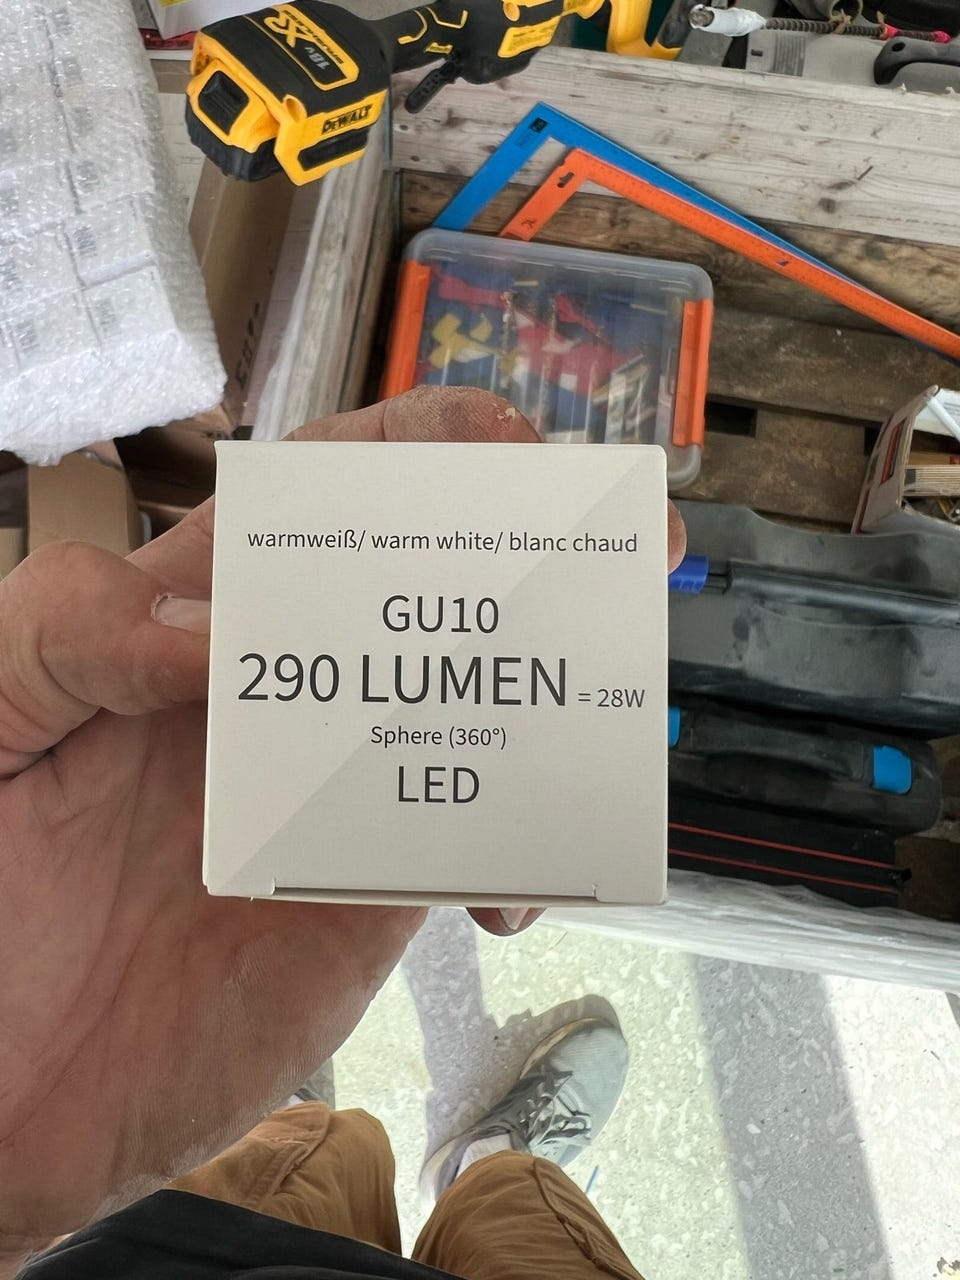 XR
18V
DEWALT
warmweiß/ warm white/ blanc chaud
GU10
290 LUMEN = 28W
Sphere (360°)
LED